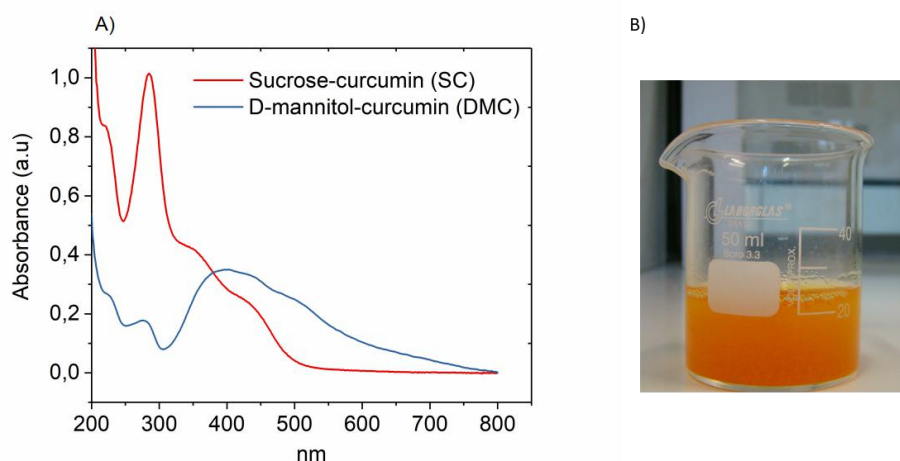 A)
B)
Absorbance (a.u)
1,0
0,8
0,6
0,4
0,2
0,0
Sucrose-curcumin (SC)
D-mannitol-curcumin (DMC)
200
300
400
500
600
700
800
nm
LABORGLAS®
50 ml
Boro 3.3
40
20